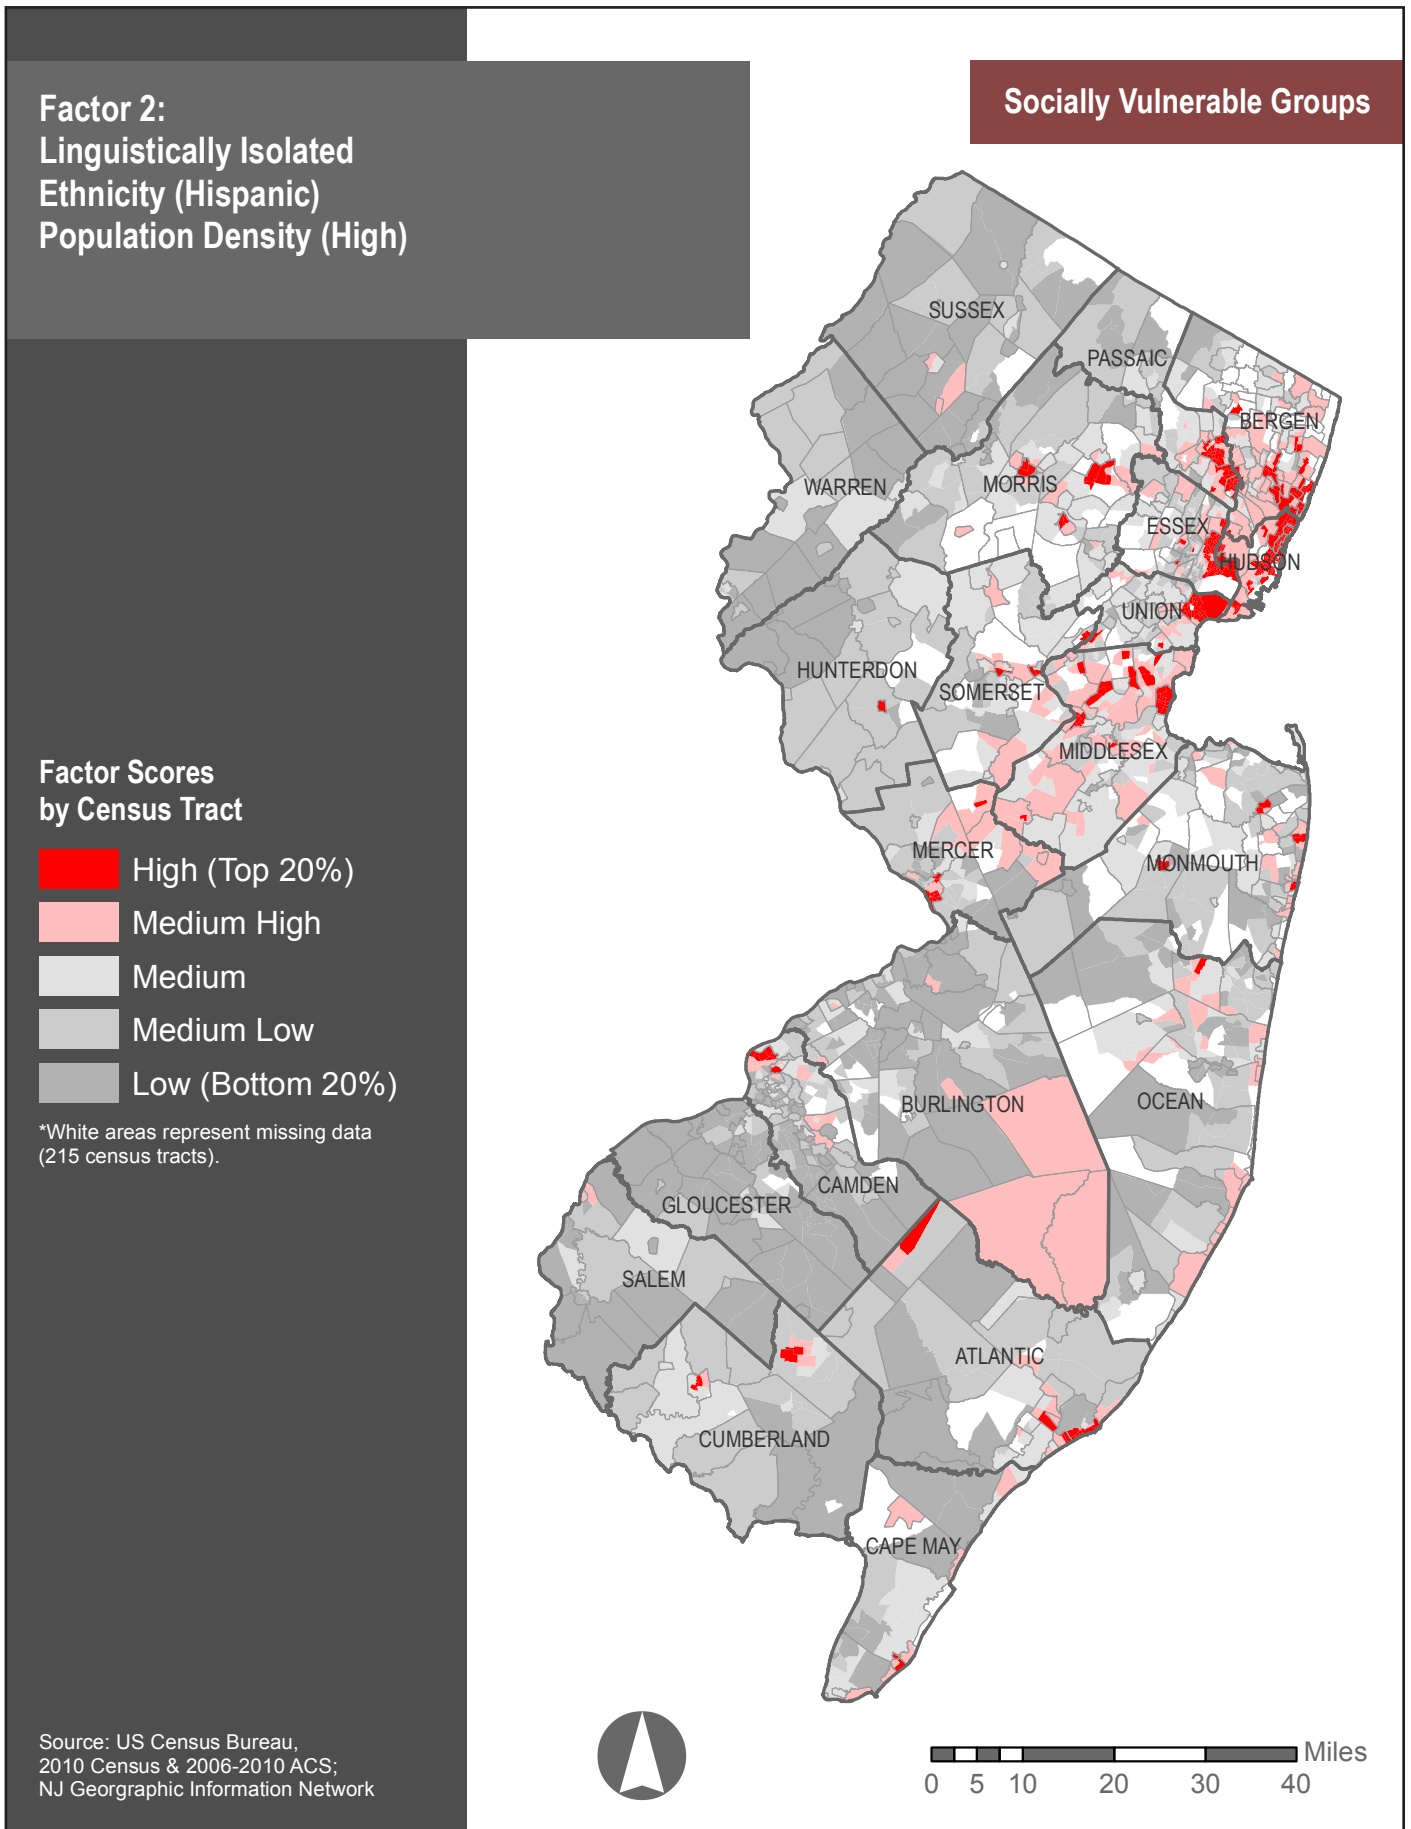 Factor 2:
Linguistically Isolated
Ethnicity (Hispanic)
Population Density (High)
Socially Vulnerable Groups
SUSSEX
PASSAIC
BERGEN
WARREN
MORRIS
ESSEX
HUDSON
UNION
HUNTERDON
SOMERSET
MIDDLESEX
MERCER
MONMOUTH
OCEAN
BURLINGTON
CAMDEN
GLOUCESTER
SALEM
ATLANTIC
CUMBERLAND
CAPE MAY
Factor Scores
by Census Tract
High (Top 20%)
Medium High
Medium
Medium Low
Low (Bottom 20%)
*White areas represent missing data
(215 census tracts).
Source: US Census Bureau,
2010 Census & 2006-2010 ACS;
NJ Georgraphic Information Network
Miles
0 5 10 20 30 40